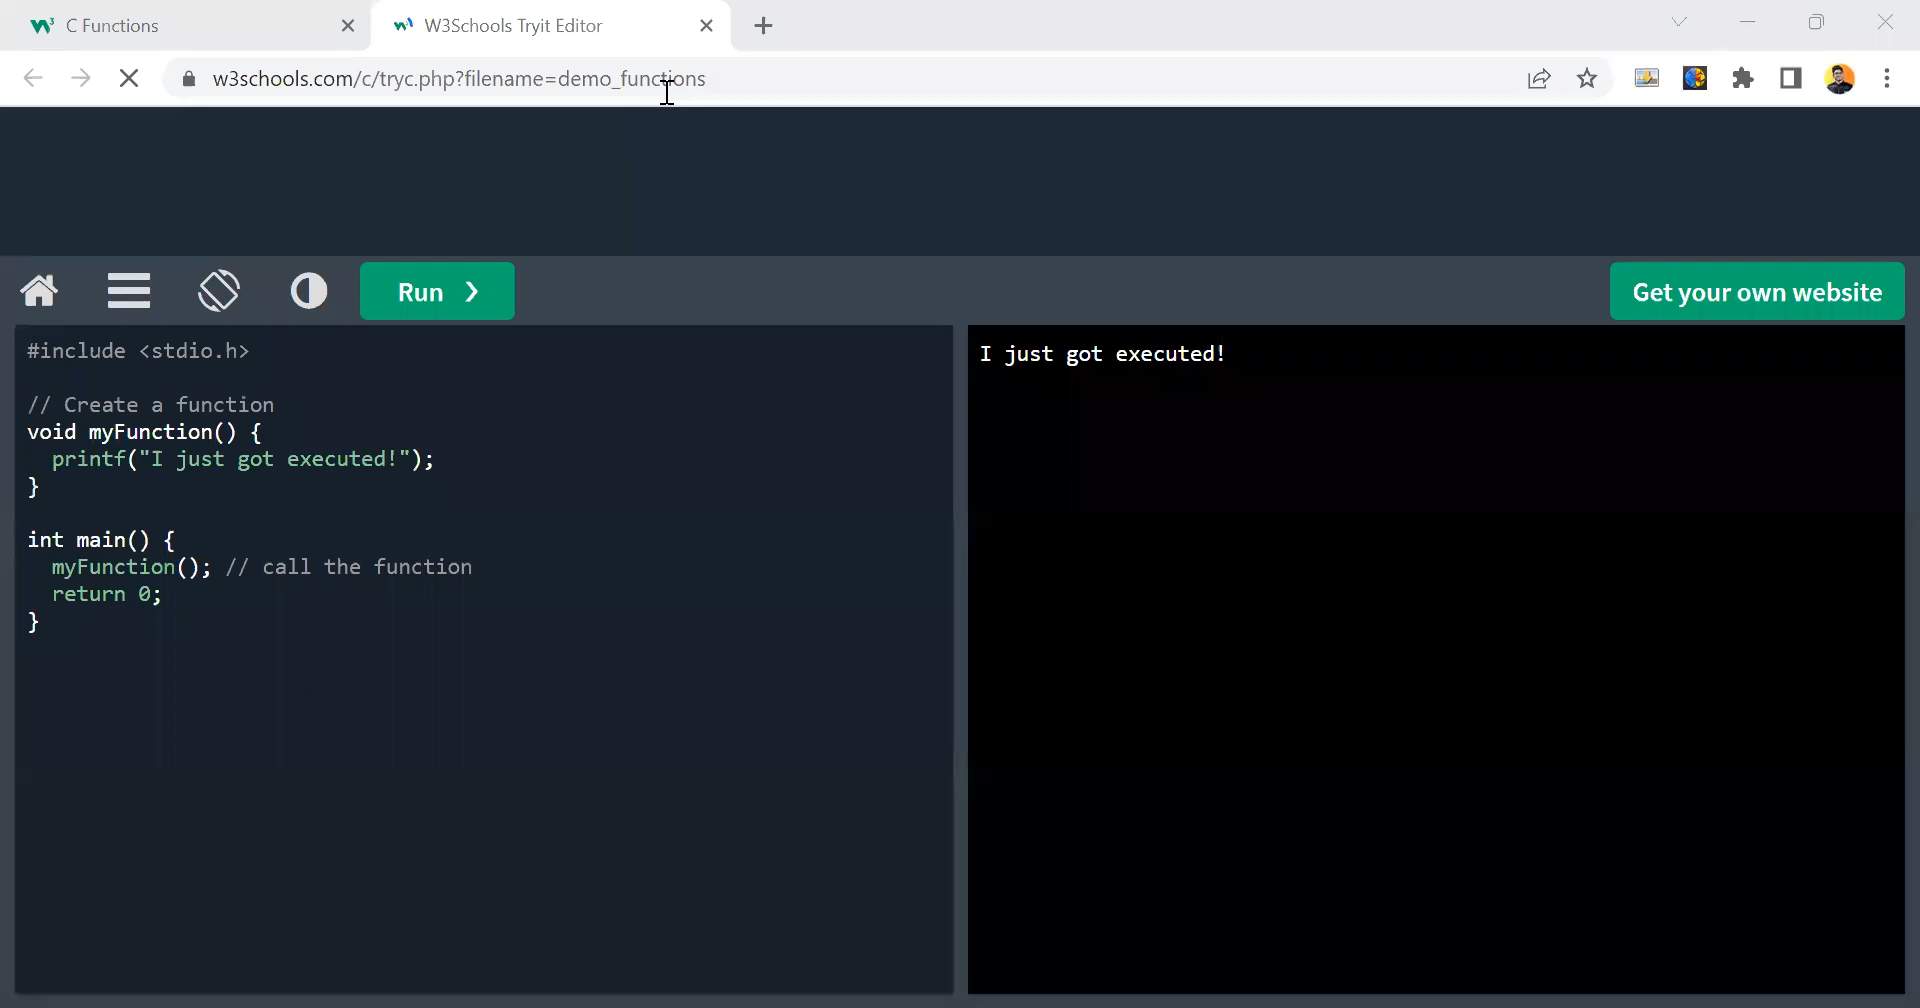 C Functions
W3Schools Tryit Editor
w3schools.com/c/tryc.php?filename=demo_functions
Run
Get your own website
#include <stdio.h>
// Create a function
void myFunction() {
  printf("I just got executed!");
}
int main() {
  myFunction(); // call the function
  return 0;
}
I just got executed!